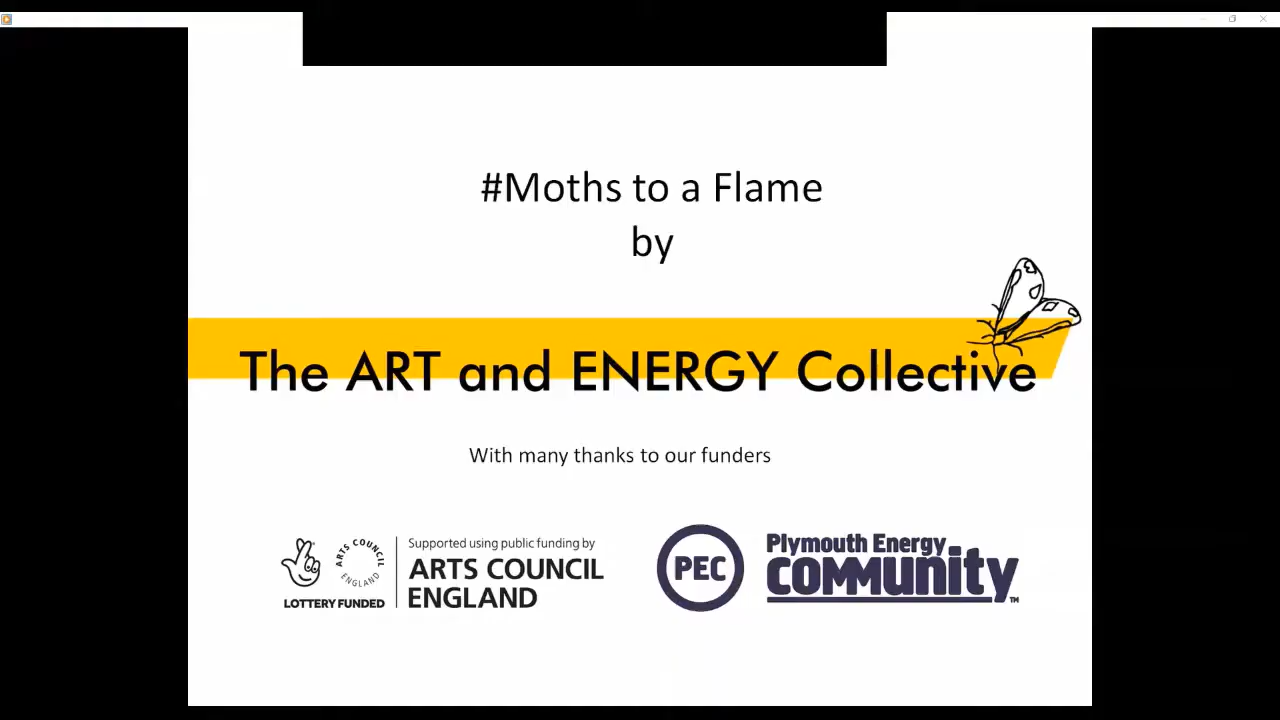 #Moths to a Flame
by
The ART and ENERGY Collective
With many thanks to our funders
LOTTERY FUNDED
ARTS COUNCIL
ENGLAND
Supported using public funding by
ARTS COUNCIL
ENGLAND
PEC
Plymouth Energy
community™